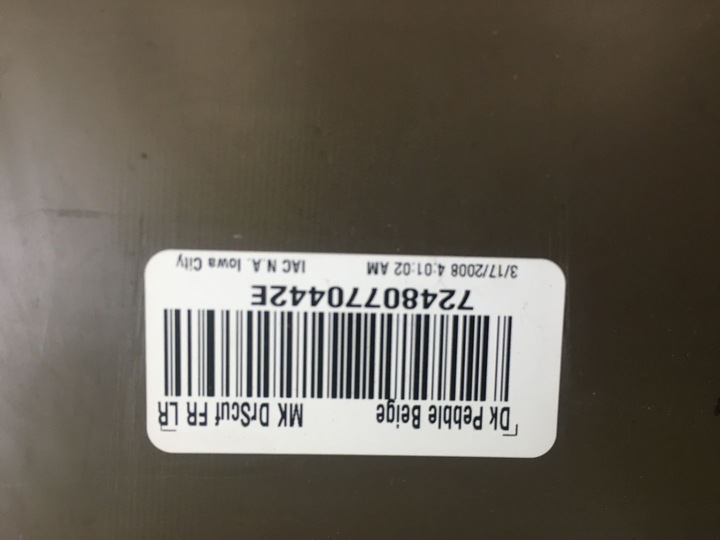 Dk Pebble Beige MK DrScuf FR LR
72480770442E
3/17/2008 4:01:02 AM IAC N.A. Iowa City